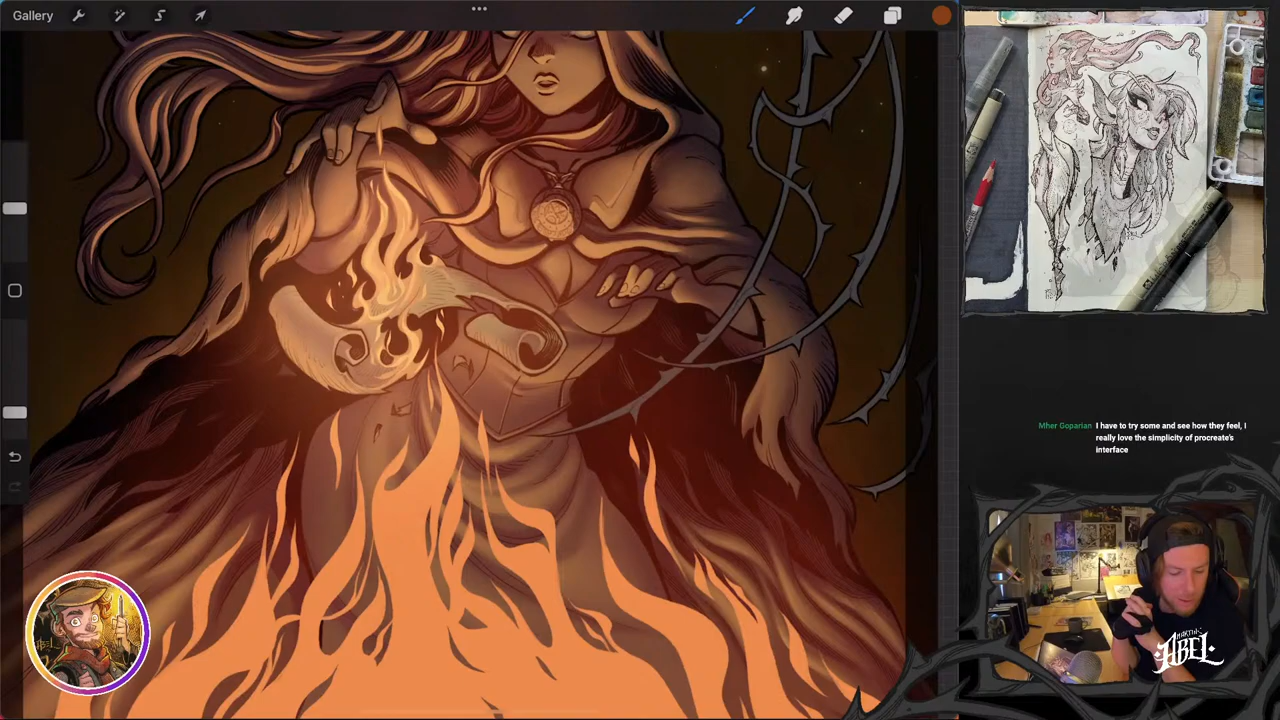 Gallery
Mher Goparian I have to try some and see how they feel, I
really love the simplicity of procreate's
interface
MARTIN
ABEL